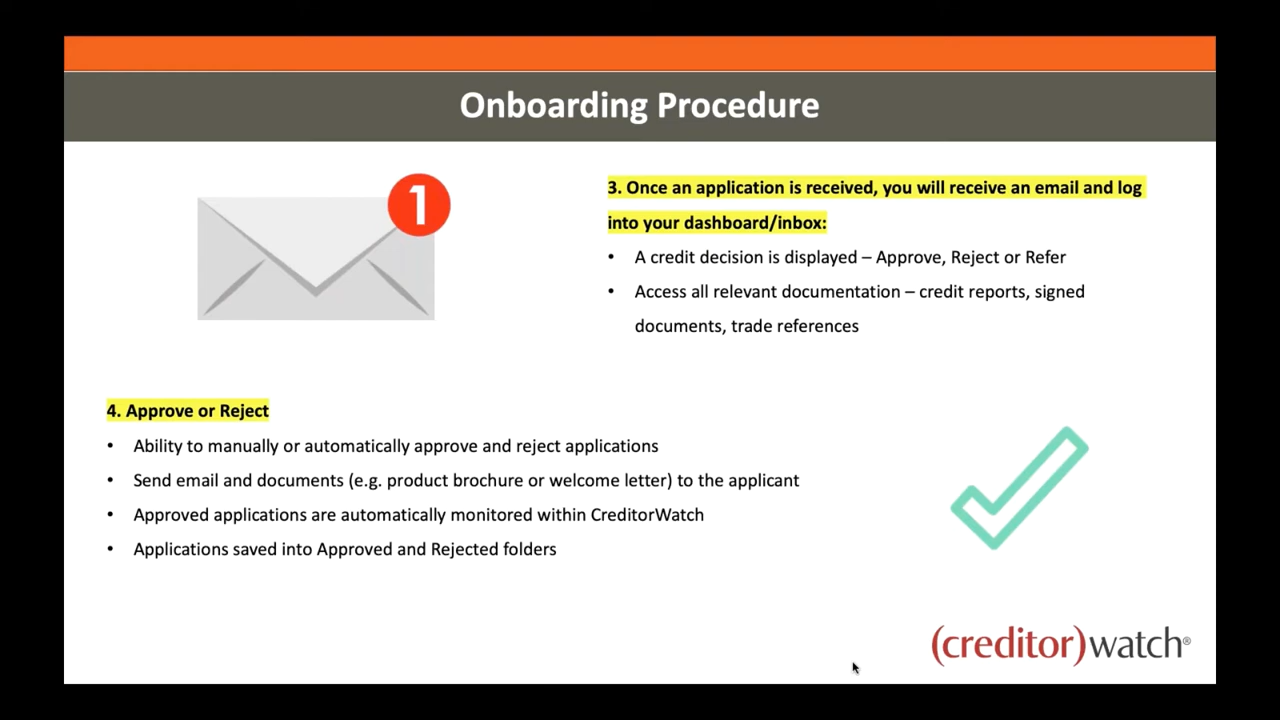 Onboarding Procedure
1
3. Once an application is received, you will receive an email and log
into your dashboard/inbox:
• A credit decision is displayed – Approve, Reject or Refer
• Access all relevant documentation – credit reports, signed
documents, trade references
4. Approve or Reject
• Ability to manually or automatically approve and reject applications
• Send email and documents (e.g. product brochure or welcome letter) to the applicant
• Approved applications are automatically monitored within CreditorWatch
• Applications saved into Approved and Rejected folders
(creditor)watch®